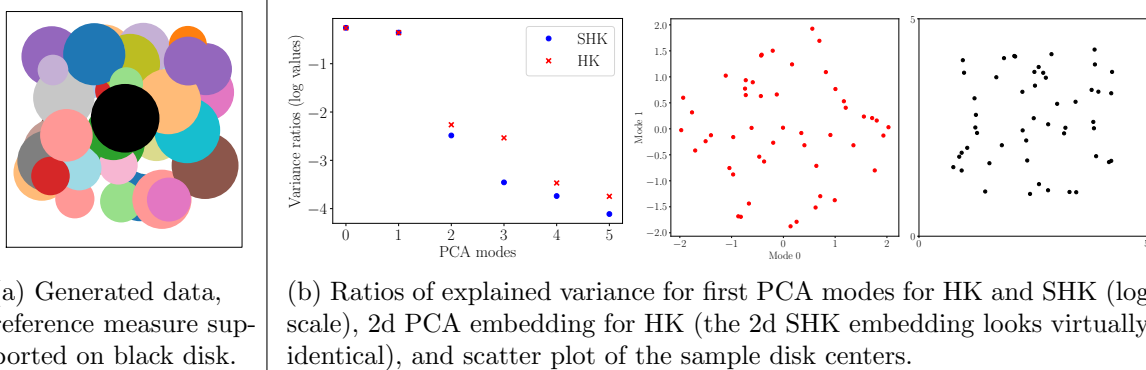 Variance ratios (log values)
−1
−2
−3
−4
SHK
HK
0 1 2 3 4 5
PCA modes
Mode 1
2.0
1.5
1.0
0.5
0.0
−0.5
−1.0
−1.5
−2.0
−2 −1 0 1 2
Mode 0
5
0
0 5
a) Generated data,
reference measure sup-
ported on black disk.
(b) Ratios of explained variance for first PCA modes for HK and SHK (log
scale), 2d PCA embedding for HK (the 2d SHK embedding looks virtually
identical), and scatter plot of the sample disk centers.